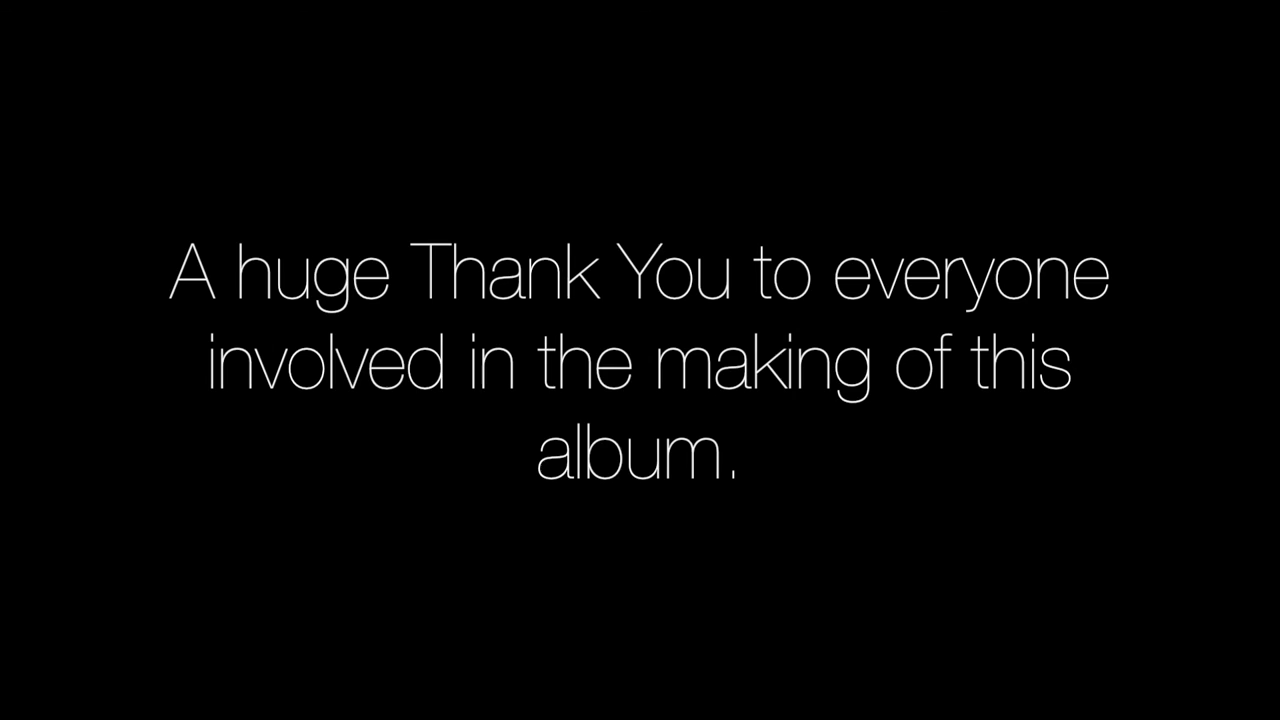 A huge Thank You to everyone
involved in the making of this
album.